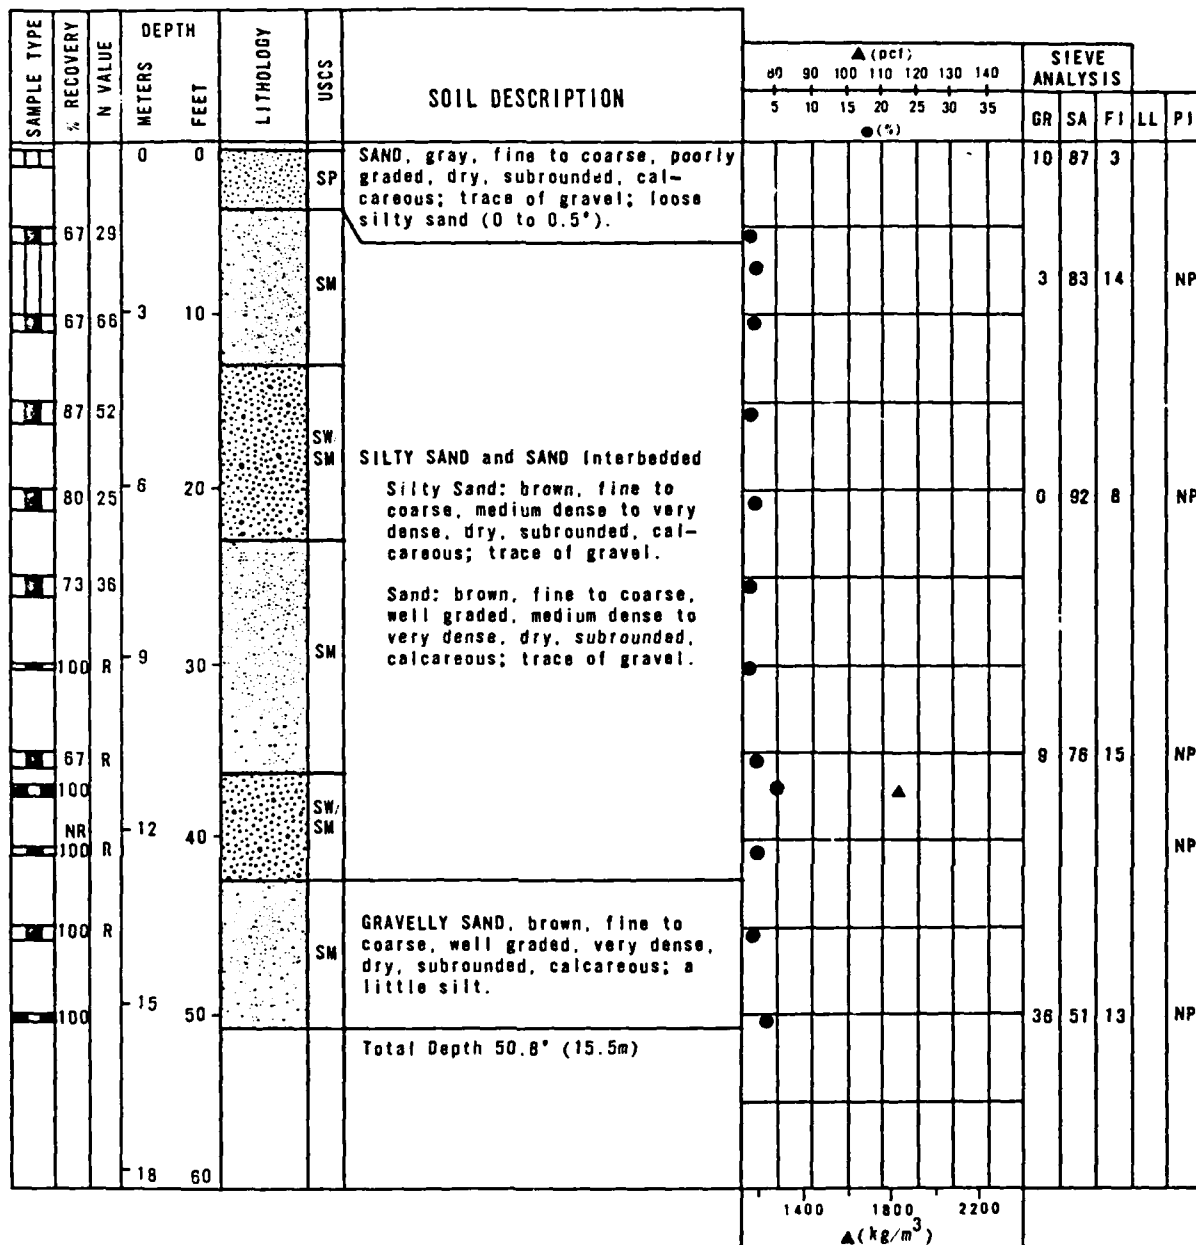 SAMPLE TYPE
% RECOVERY
N VALUE
DEPTH
METERS
FEET
LITHOLOGY
USCS
SOIL DESCRIPTION
▲ (pcf)
80 90 100 110 120 130 140
5 10 15 20 25 30 35
● (%)
SIEVE
ANALYSIS
GR SA FI LL PI
0 0
SP
SAND, gray, fine to coarse, poorly
graded, dry, subrounded, cal-
careous; trace of gravel; loose
silty sand (0 to 0.5°).
10 87 3
67 29
SM
3 83 14 NP
3 10
67 66
87 52
SW
SM
SILTY SAND and SAND Interbedded
80 25
6 20
Silty Sand: brown, fine to
coarse, medium dense to very
dense, dry, subrounded, cal-
careous; trace of gravel.
0 92 8 NP
73 36
Sand: brown, fine to coarse,
well graded, medium dense to
very dense, dry, subrounded,
calcareous; trace of gravel.
SM
100 R
9 30
67 R
9 76 15 NP
100
SW/
SM
NR
12 40
100 R
NP
100 R
SM
GRAVELLY SAND, brown, fine to
coarse, well graded, very dense,
dry, subrounded, calcareous; a
little silt.
100
15 50
36 51 13 NP
Total Depth 50.8° (15.5m)
18 60
1400 1800 2200
▲ (kg/m³)